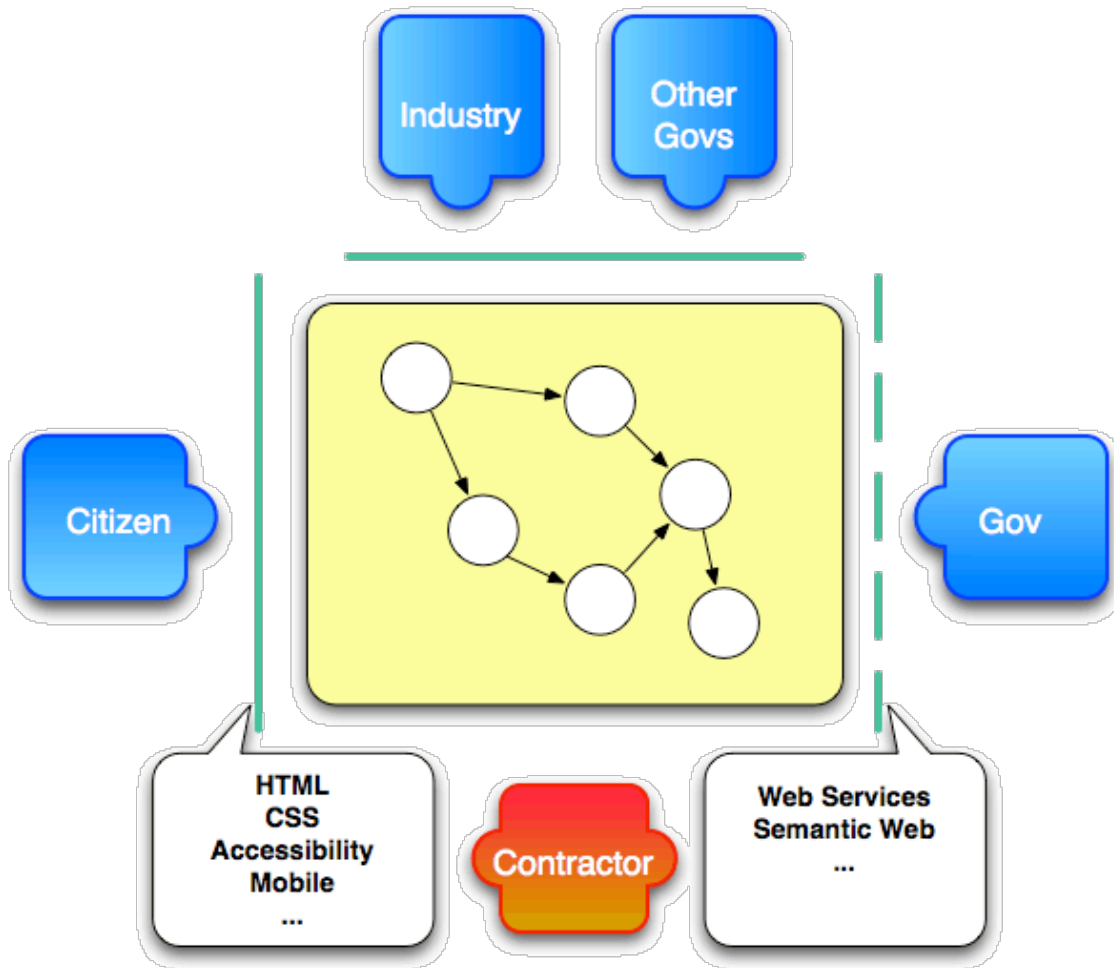 Industry
Other
Govs
Citizen
Gov
HTML
CSS
Accessibility
Mobile
...
Contractor
Web Services
Semantic Web
...